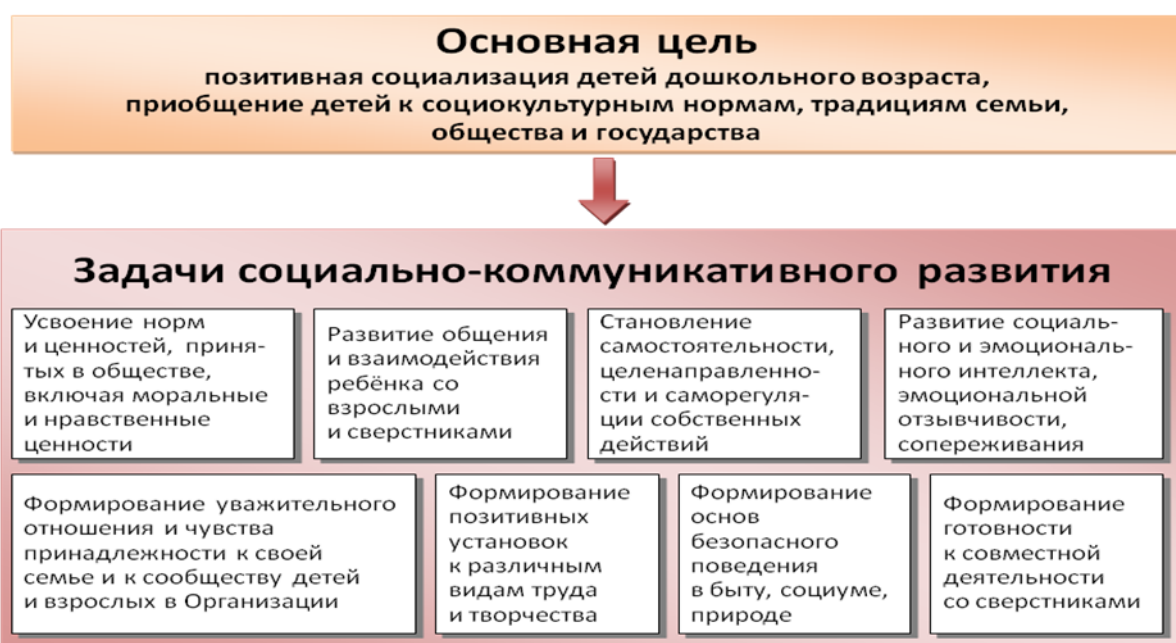 Основная цель
позитивная социализация детей дошкольного возраста,
приобщение детей к социокультурным нормам, традициям семьи,
общества и государства
Задачи социально-коммуникативного развития
Усвоение норм
и ценностей, приня-
тых в обществе,
включая моральные
и нравственные
ценности
Развитие общения
и взаимодействия
ребёнка со
взрослыми
и сверстниками
Становление
самостоятельности,
целенаправленно-
сти и саморегуля-
ции собственных
действий
Развитие социаль-
ного и эмоциональ-
ного интеллекта,
эмоциональной
отзывчивости,
сопереживания
Формирование уважительного
отношения и чувства
принадлежности к своей
семье и к сообществу детей
и взрослых в Организации
Формирование
позитивных
установок
к различным
видам труда
и творчества
Формирование
основ
безопасного
поведения
в быту, социуме,
природе
Формирование
готовности
к совместной
деятельности
со сверстниками